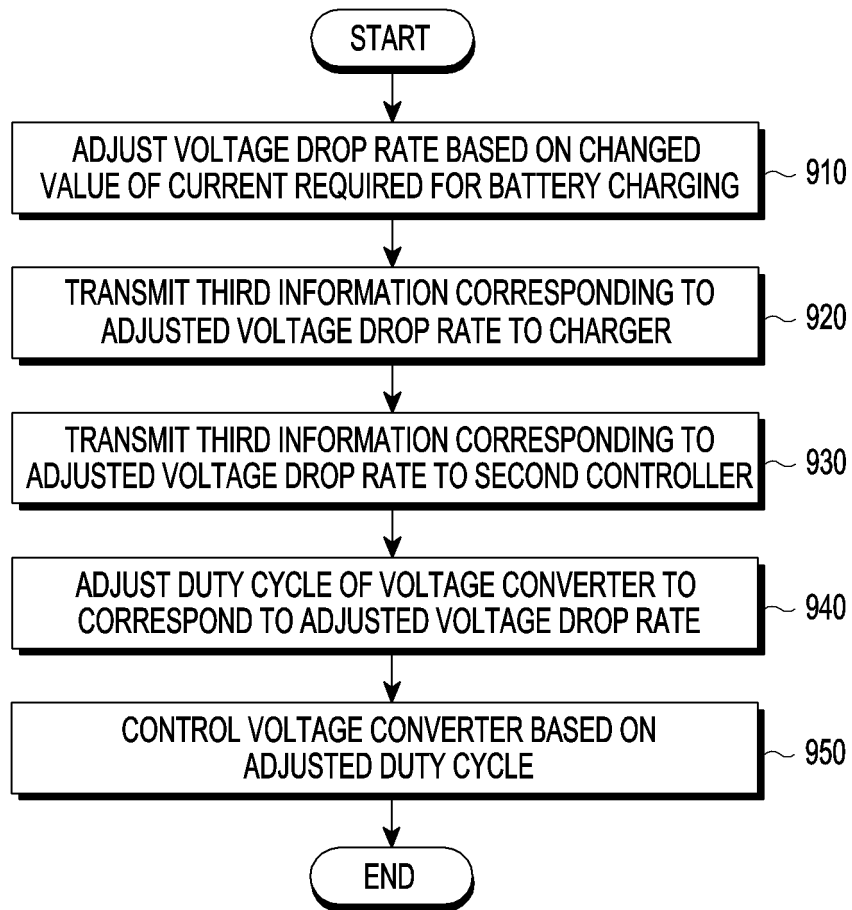 START
ADJUST VOLTAGE DROP RATE BASED ON CHANGED
VALUE OF CURRENT REQUIRED FOR BATTERY CHARGING
910
TRANSMIT THIRD INFORMATION CORRESPONDING TO
ADJUSTED VOLTAGE DROP RATE TO CHARGER
920
TRANSMIT THIRD INFORMATION CORRESPONDING TO
ADJUSTED VOLTAGE DROP RATE TO SECOND CONTROLLER
930
ADJUST DUTY CYCLE OF VOLTAGE CONVERTER TO
CORRESPOND TO ADJUSTED VOLTAGE DROP RATE
940
CONTROL VOLTAGE CONVERTER BASED ON
ADJUSTED DUTY CYCLE
950
END